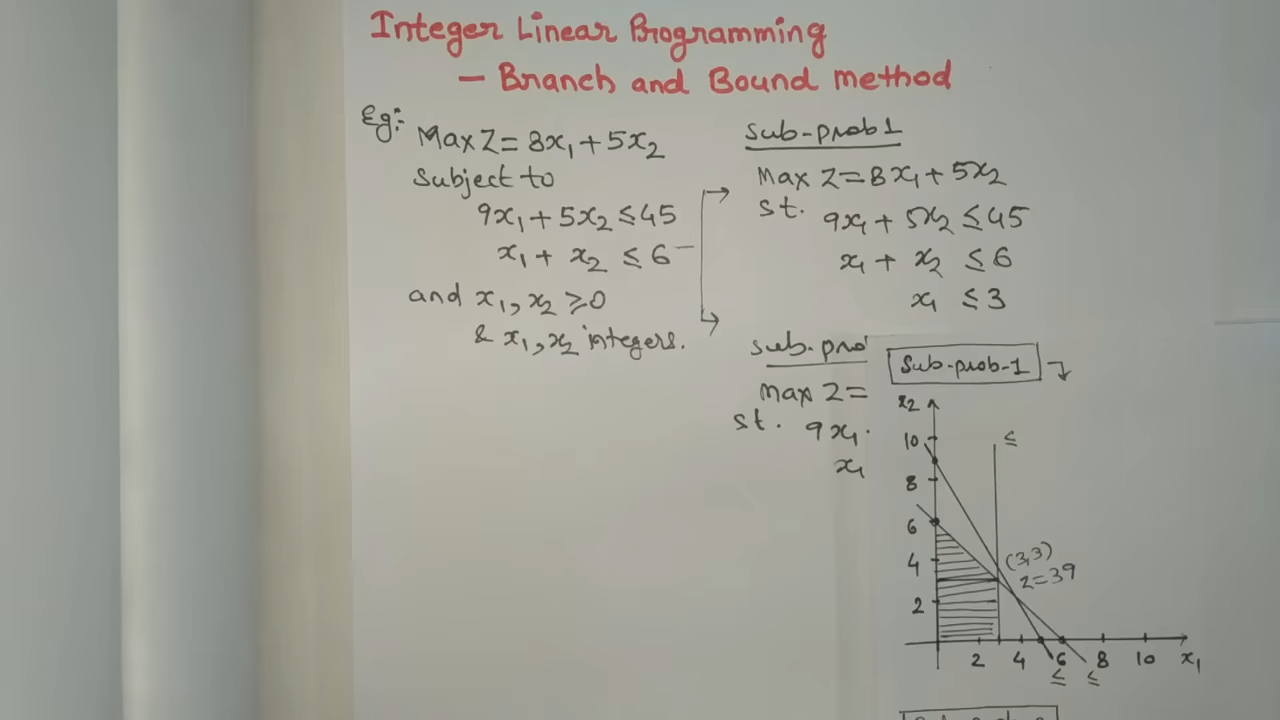 Integer Linear Programming
— Branch and Bound method
Eg:-
Max Z = 8x₁ + 5x₂
Subject to
9x₁ + 5x₂ ≤ 45
x₁ + x₂ ≤ 6
and x₁, x₂ ≥ 0
& x₁, x₂ integers.
Sub-prob1
Max Z = 8x₁ + 5x₂
st.
9x₁ + 5x₂ ≤ 45
x₁ + x₂ ≤ 6
x₁ ≤ 3
Sub-pro
Max Z =
st. 9x₁
x₁
Sub-prob-1
x₂
10
≤
8
6
4
(3,3)
Z=39
2
2 4 6 8 10 x₁
≤ ≤